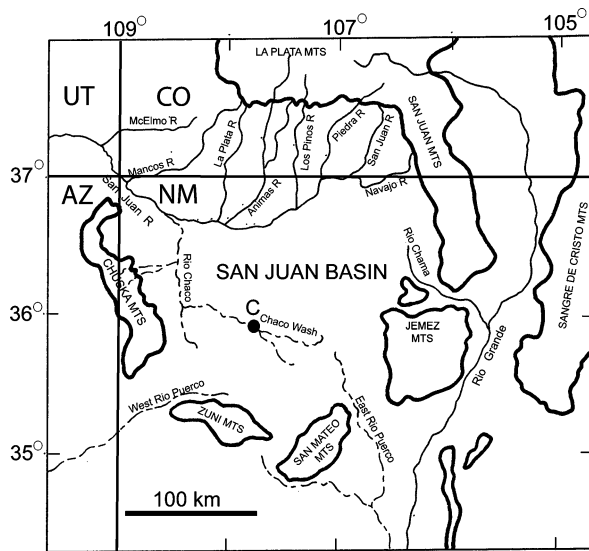 109° 107° 105°
LA PLATA MTS
UT CO
McElmo R
La Plata R
Los Pinos R
Piedra R
San Juan R
SAN JUAN MTS
Mancos R
Animas R
Navajo R
37°
AZ NM
San Juan R
CHUSKA MTS
Rio Chaco
SAN JUAN BASIN
Rio Chama
SANGRE DE CRISTO MTS
36°
C
Chaco Wash
JEMEZ
MTS
Rio Grande
West Rio Puerco
ZUNI MTS
SAN MATEO
MTS
East Rio Puerco
35°
100 km